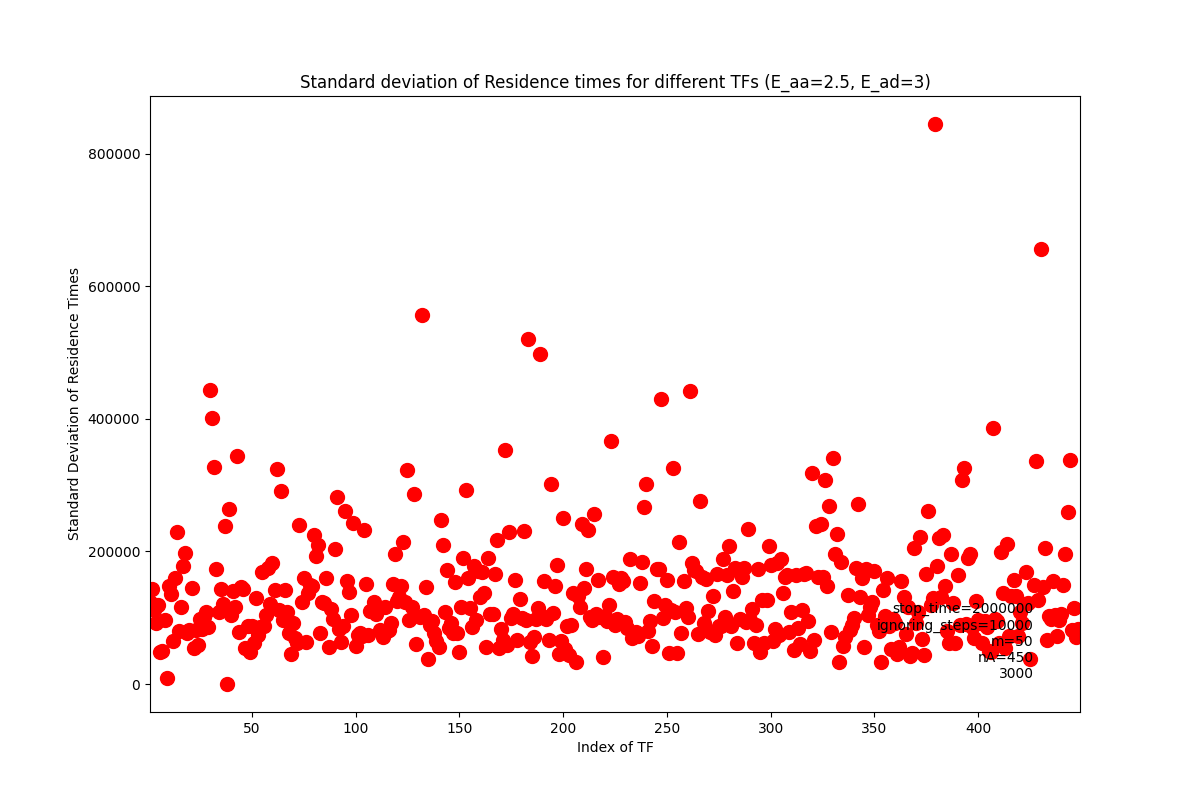 Standard deviation of Residence times for different TFs (E_aa=2.5, E_ad=3)
Standard Deviation of Residence Times
800000
600000
400000
200000
0
stop_time=2000000
ignoring_steps=10000
m=50
nA=450
3000
50 100 150 200 250 300 350 400
Index of TF